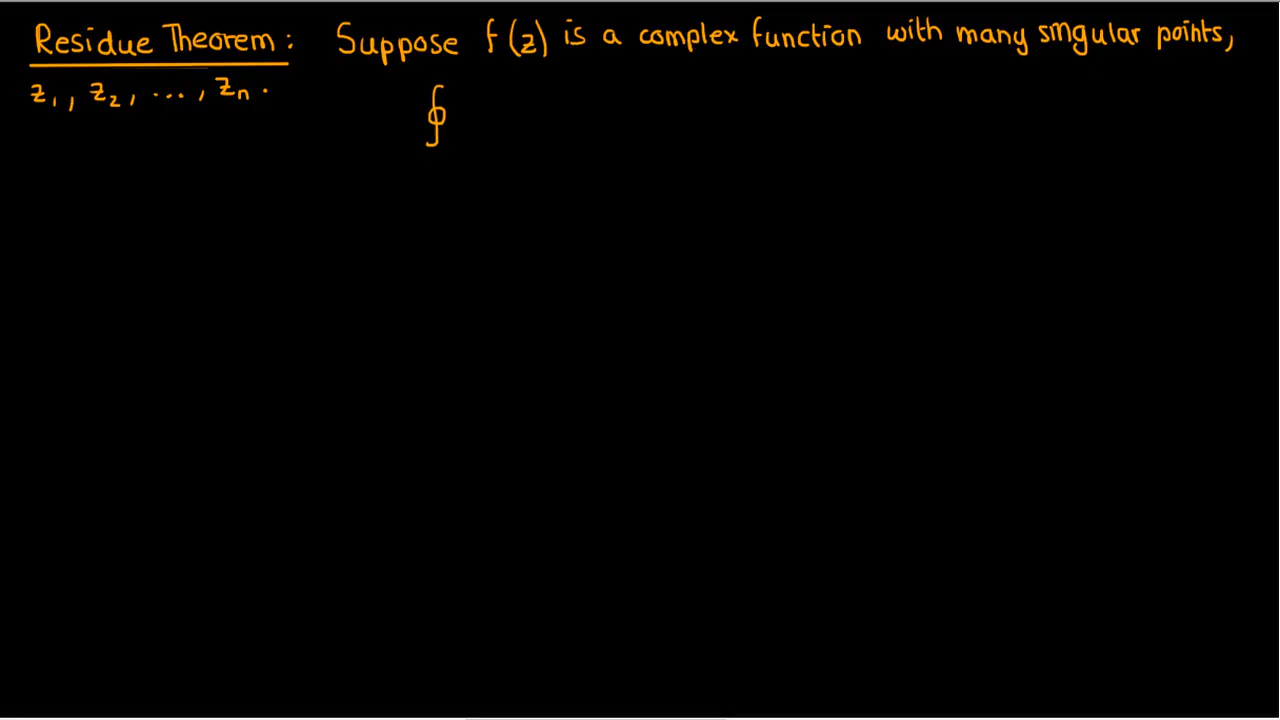 Residue Theorem: Suppose f(z) is a complex function with many singular points,
z₁, z₂, ..., zₙ.
∮